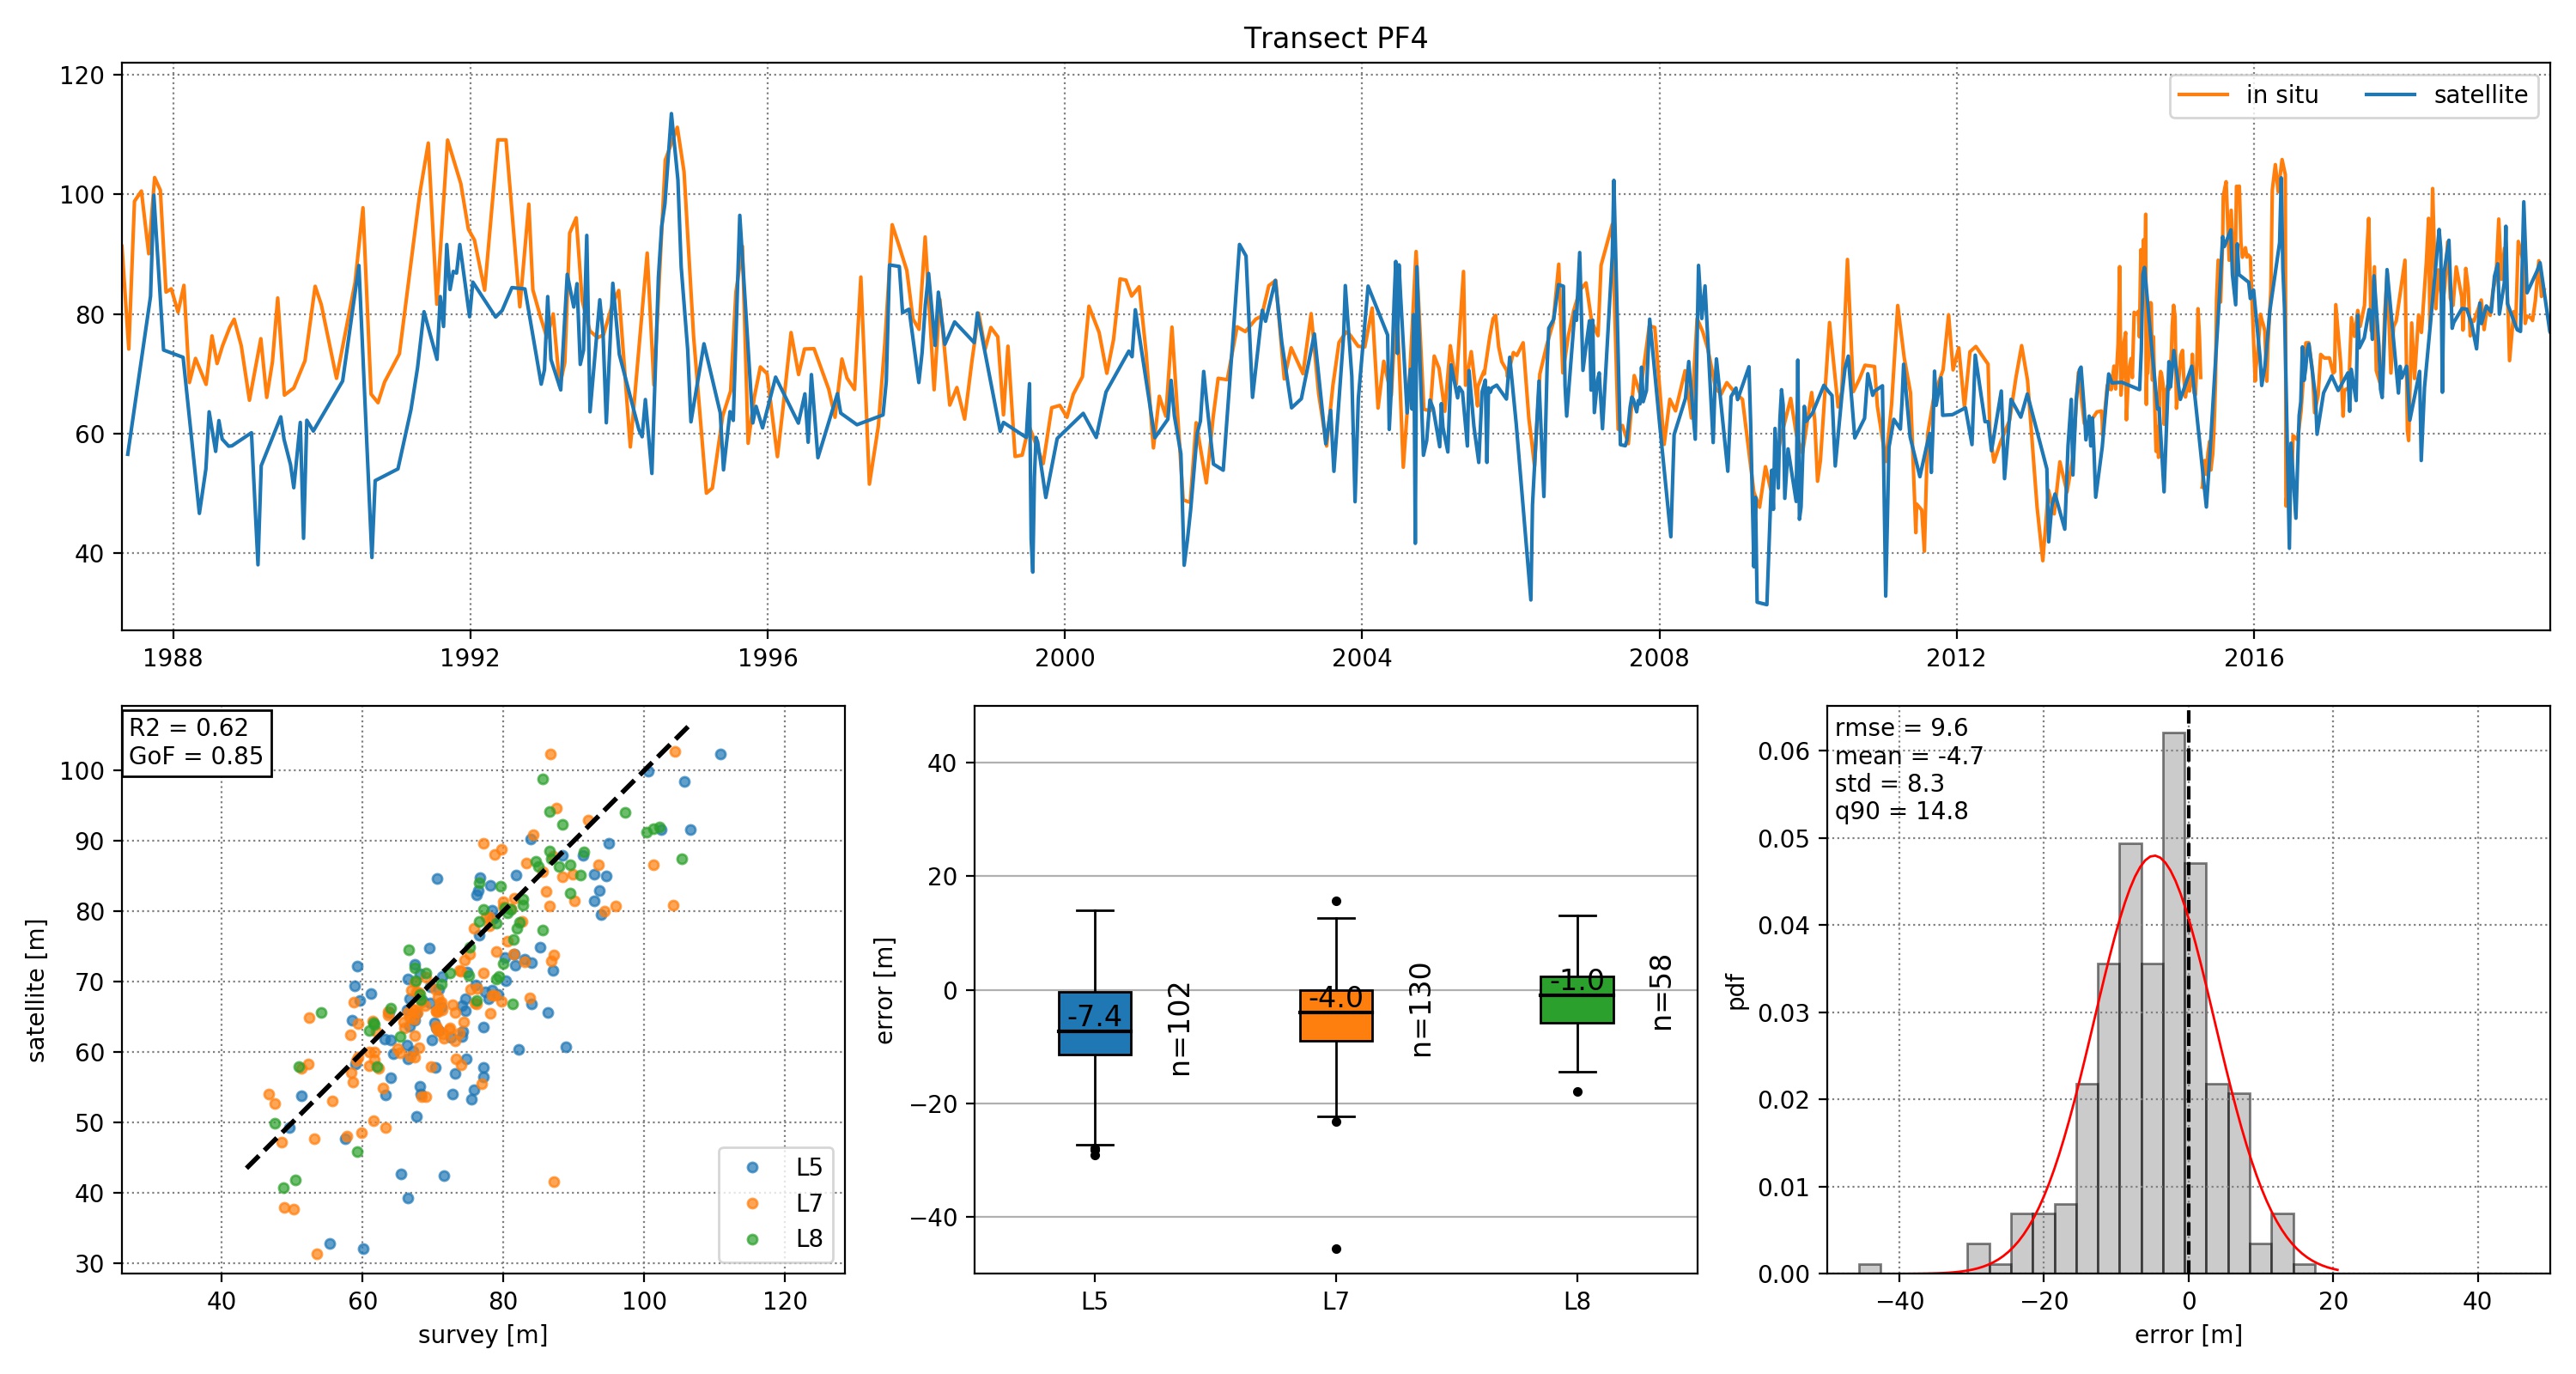 Transect PF4
120
100
80
60
40
in situ
satellite
1988
1992
1996
2000
2004
2008
2012
2016
R2 = 0.62
GoF = 0.85
satellite [m]
100
90
80
70
60
50
40
30
L5
L7
L8
40
60
80
100
120
survey [m]
error [m]
40
20
0
−20
−40
-7.4
n=102
-4.0
n=130
-1.0
n=58
L5
L7
L8
pdf
rmse = 9.6
mean = -4.7
std = 8.3
q90 = 14.8
0.06
0.05
0.04
0.03
0.02
0.01
0.00
−40
−20
0
20
40
error [m]